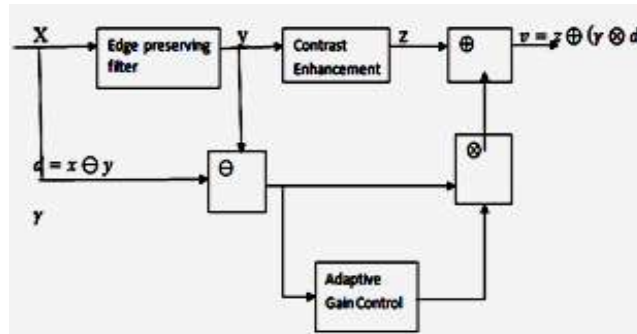 X
Edge preserving
filter
y
Contrast
Enhancement
z
⊕
v = z ⊕ (γ ⊗ d
d = x ⊖ y
⊖
⊗
γ
Adaptive
Gain Control